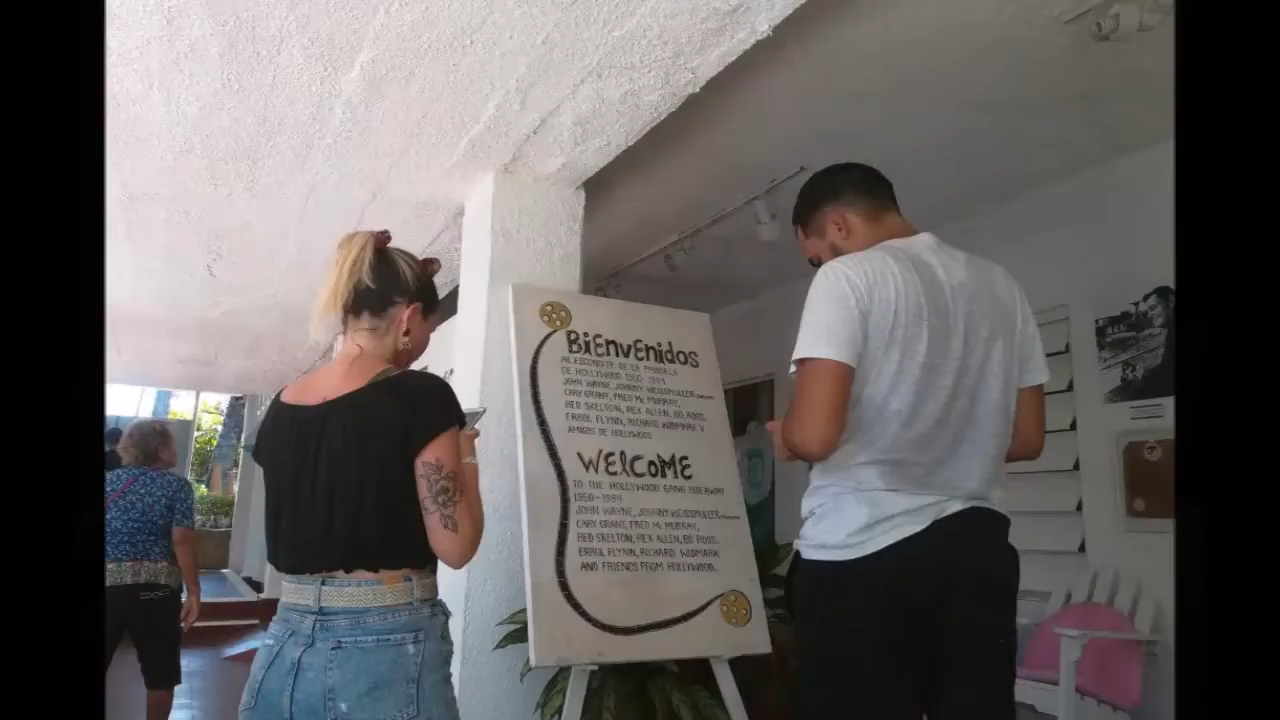 BiEnvEnidos
AL ESCONDITE DE LA PANDILLA
DE HOLLYWOOD 1950-1984
JOHN WAYNE, JOHNNY WEISSMULLER (TARZAN)
CARY GRANT, FRED Mc MURRAY,
RED SKELTON, REX ALLEN, BO ROOS.
ERROL FLYNN, RICHARD WIDMARK Y
AMIGOS DE HOLLYWOOD
WELCOME
TO THE HOLLYWOOD GANG HIDEAWAY
1950-1984
JOHN WAYNE, JOHNNY WEISSMULLER (TARZAN)
CARY GRANT, FRED Mc MURRAY,
RED SKELTON, REX ALLEN, BO ROOS.
ERROL FLYNN, RICHARD WIDMARK
AND FRIENDS FROM HOLLYWOOD.